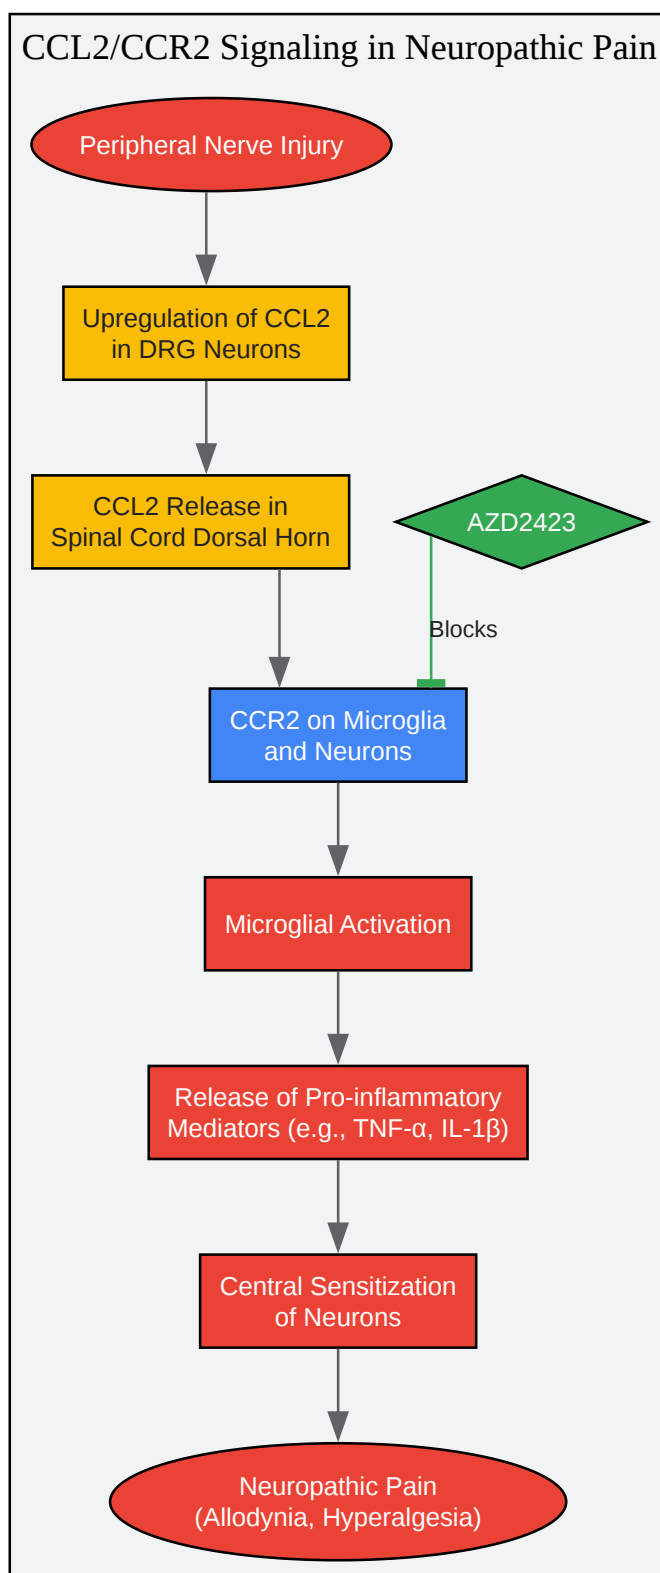 CCL2/CCR2 Signaling in Neuropathic Pain
Peripheral Nerve Injury
Upregulation of CCL2
in DRG Neurons
CCL2 Release in
Spinal Cord Dorsal Horn
AZD2423
Blocks
CCR2 on Microglia
and Neurons
Microglial Activation
Release of Pro-inflammatory
Mediators (e.g., TNF-α, IL-1β)
Central Sensitization
of Neurons
Neuropathic Pain
(Allodynia, Hyperalgesia)